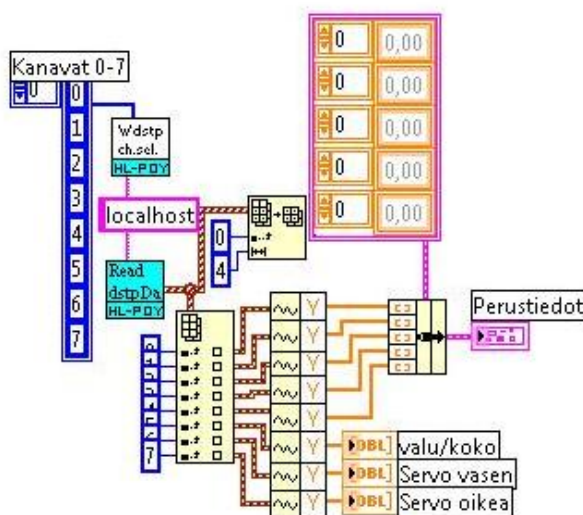 Kanavat 0-7
0
0
1
2
3
4
5
6
7
Wdstp
ch.sel.
HL-POY
localhost
Read
dstpDa
HL-POY
0
4
0
0,00
0
0,00
0
0,00
0
0,00
0
0,00
Perustiedot
7
Y
Y
Y
Y
Y
Y
Y
Y
DBL
valu/koko
DBL
Servo vasen
DBL
Servo oikea